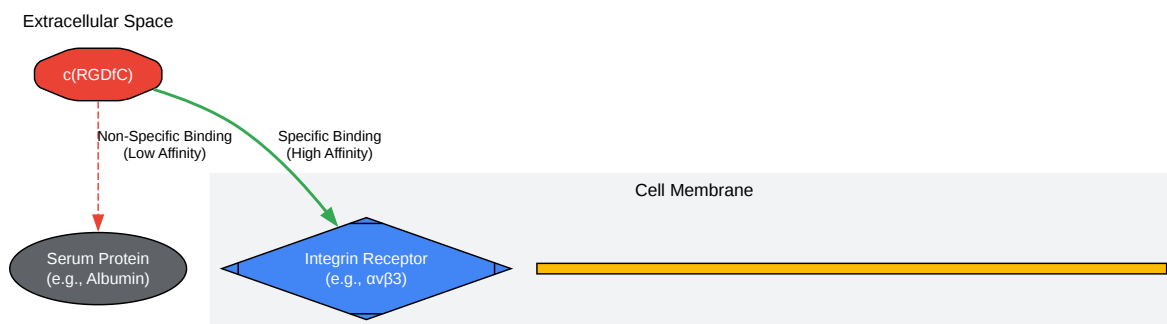 Extracellular Space
c(RGDfC)
Non-Specific Binding
(Low Affinity)
Specific Binding
(High Affinity)
Cell Membrane
Serum Protein
(e.g., Albumin)
Integrin Receptor
(e.g., αvβ3)